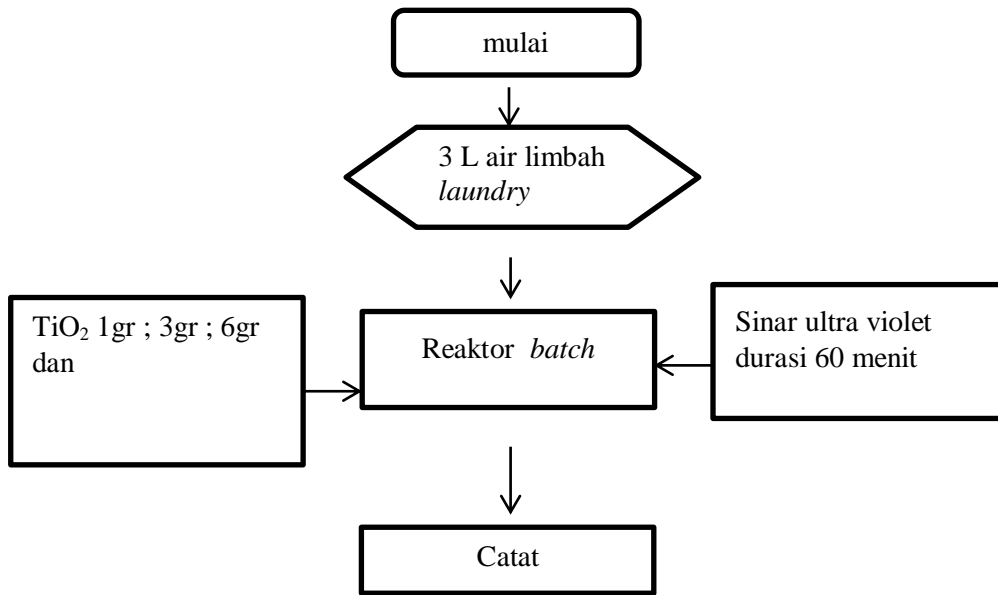 mulai
3 L air limbah
laundry
TiO₂ 1gr ; 3gr ; 6gr
dan
Reaktor batch
Sinar ultra violet
durasi 60 menit
Catat